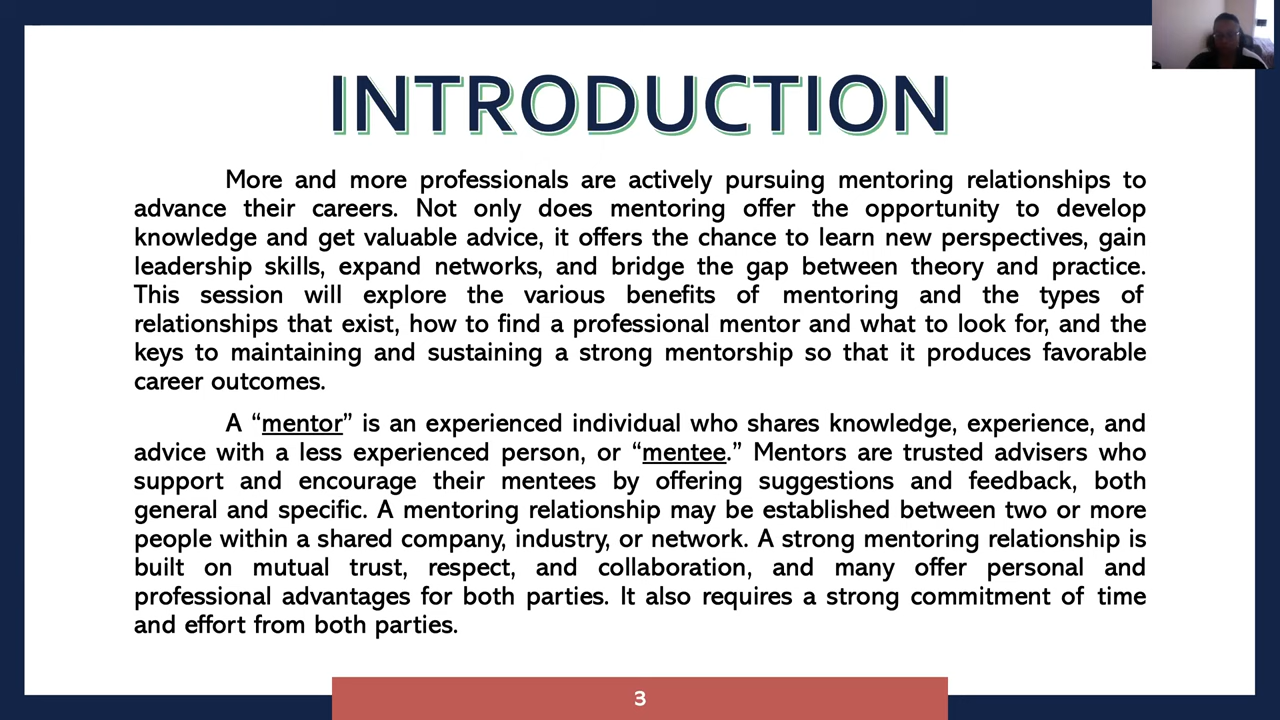 INTRODUCTION
More and more professionals are actively pursuing mentoring relationships to
advance their careers. Not only does mentoring offer the opportunity to develop
knowledge and get valuable advice, it offers the chance to learn new perspectives, gain
leadership skills, expand networks, and bridge the gap between theory and practice.
This session will explore the various benefits of mentoring and the types of
relationships that exist, how to find a professional mentor and what to look for, and the
keys to maintaining and sustaining a strong mentorship so that it produces favorable
career outcomes.
A “mentor” is an experienced individual who shares knowledge, experience, and
advice with a less experienced person, or “mentee.” Mentors are trusted advisers who
support and encourage their mentees by offering suggestions and feedback, both
general and specific. A mentoring relationship may be established between two or more
people within a shared company, industry, or network. A strong mentoring relationship is
built on mutual trust, respect, and collaboration, and many offer personal and
professional advantages for both parties. It also requires a strong commitment of time
and effort from both parties.
3